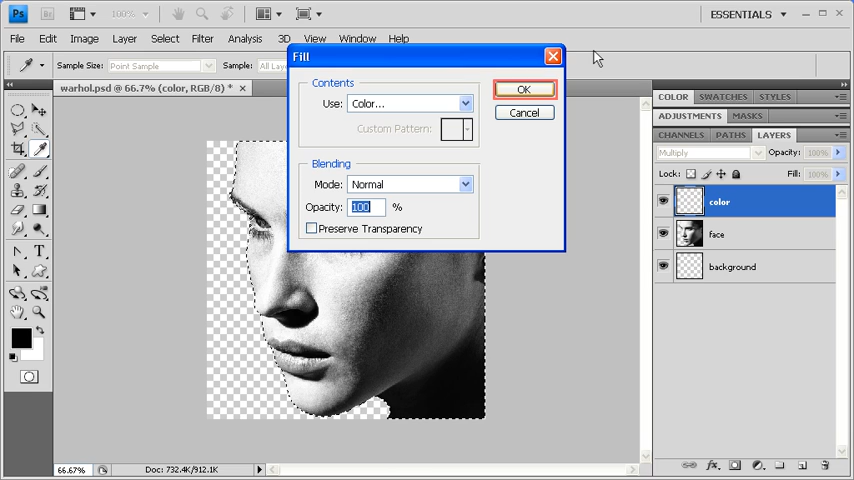 Ps Br ESSENTIALS
File Edit Image Layer Select Filter Analysis 3D View Window Help
Sample Size: Point Sample Sample: All Lay
warhol.psd @ 66.7% (color, RGB/8) *
Fill
Contents
Use: Color...
Custom Pattern:
OK
Cancel
Blending
Mode: Normal
Opacity: 100 %
Preserve Transparency
COLOR SWATCHES STYLES
ADJUSTMENTS MASKS
CHANNELS PATHS LAYERS
Multiply Opacity: 100%
Lock: Fill: 100%
color
face
background
66.67% Doc: 732.4K/912.1K